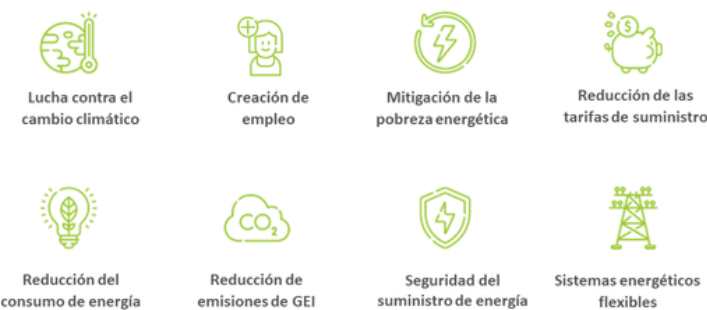 Lucha contra el
cambio climático
Creación de
empleo
Mitigación de la
pobreza energética
Reducción de las
tarifas de suministro
Reducción del
consumo de energía
CO2
Reducción de
emisiones de GEI
Seguridad del
suministro de energía
Sistemas energéticos
flexibles